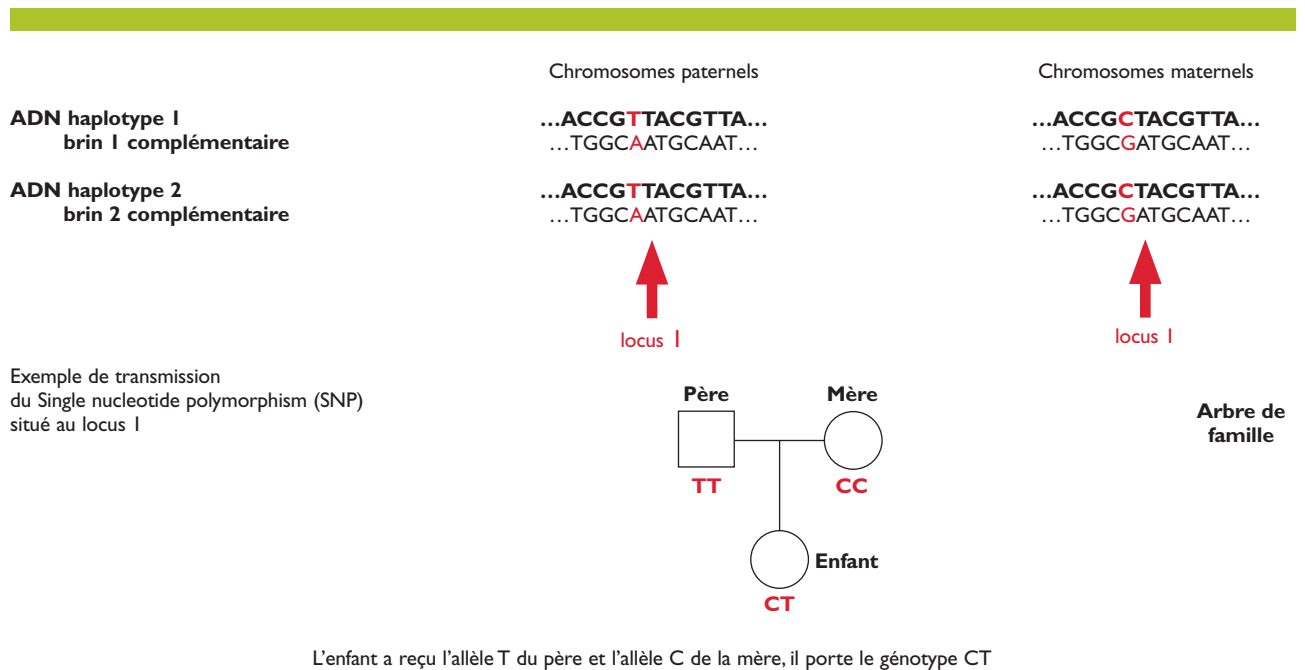 Chromosomes paternels Chromosomes maternels
ADN haplotype 1 …ACCGTTACGTTA… …ACCGCTACGTTA…
brin 1 complémentaire …TGGCAATGCAAT… …TGGCGATGCAAT…
ADN haplotype 2 …ACCGTTACGTTA… …ACCGCTACGTTA…
brin 2 complémentaire …TGGCAATGCAAT… …TGGCGATGCAAT…
locus 1 locus 1
Exemple de transmission
du Single nucleotide polymorphism (SNP)
situé au locus 1
Père Mère
Arbre de
famille
TT CC
Enfant
CT
L'enfant a reçu l'allèle T du père et l'allèle C de la mère, il porte le génotype CT